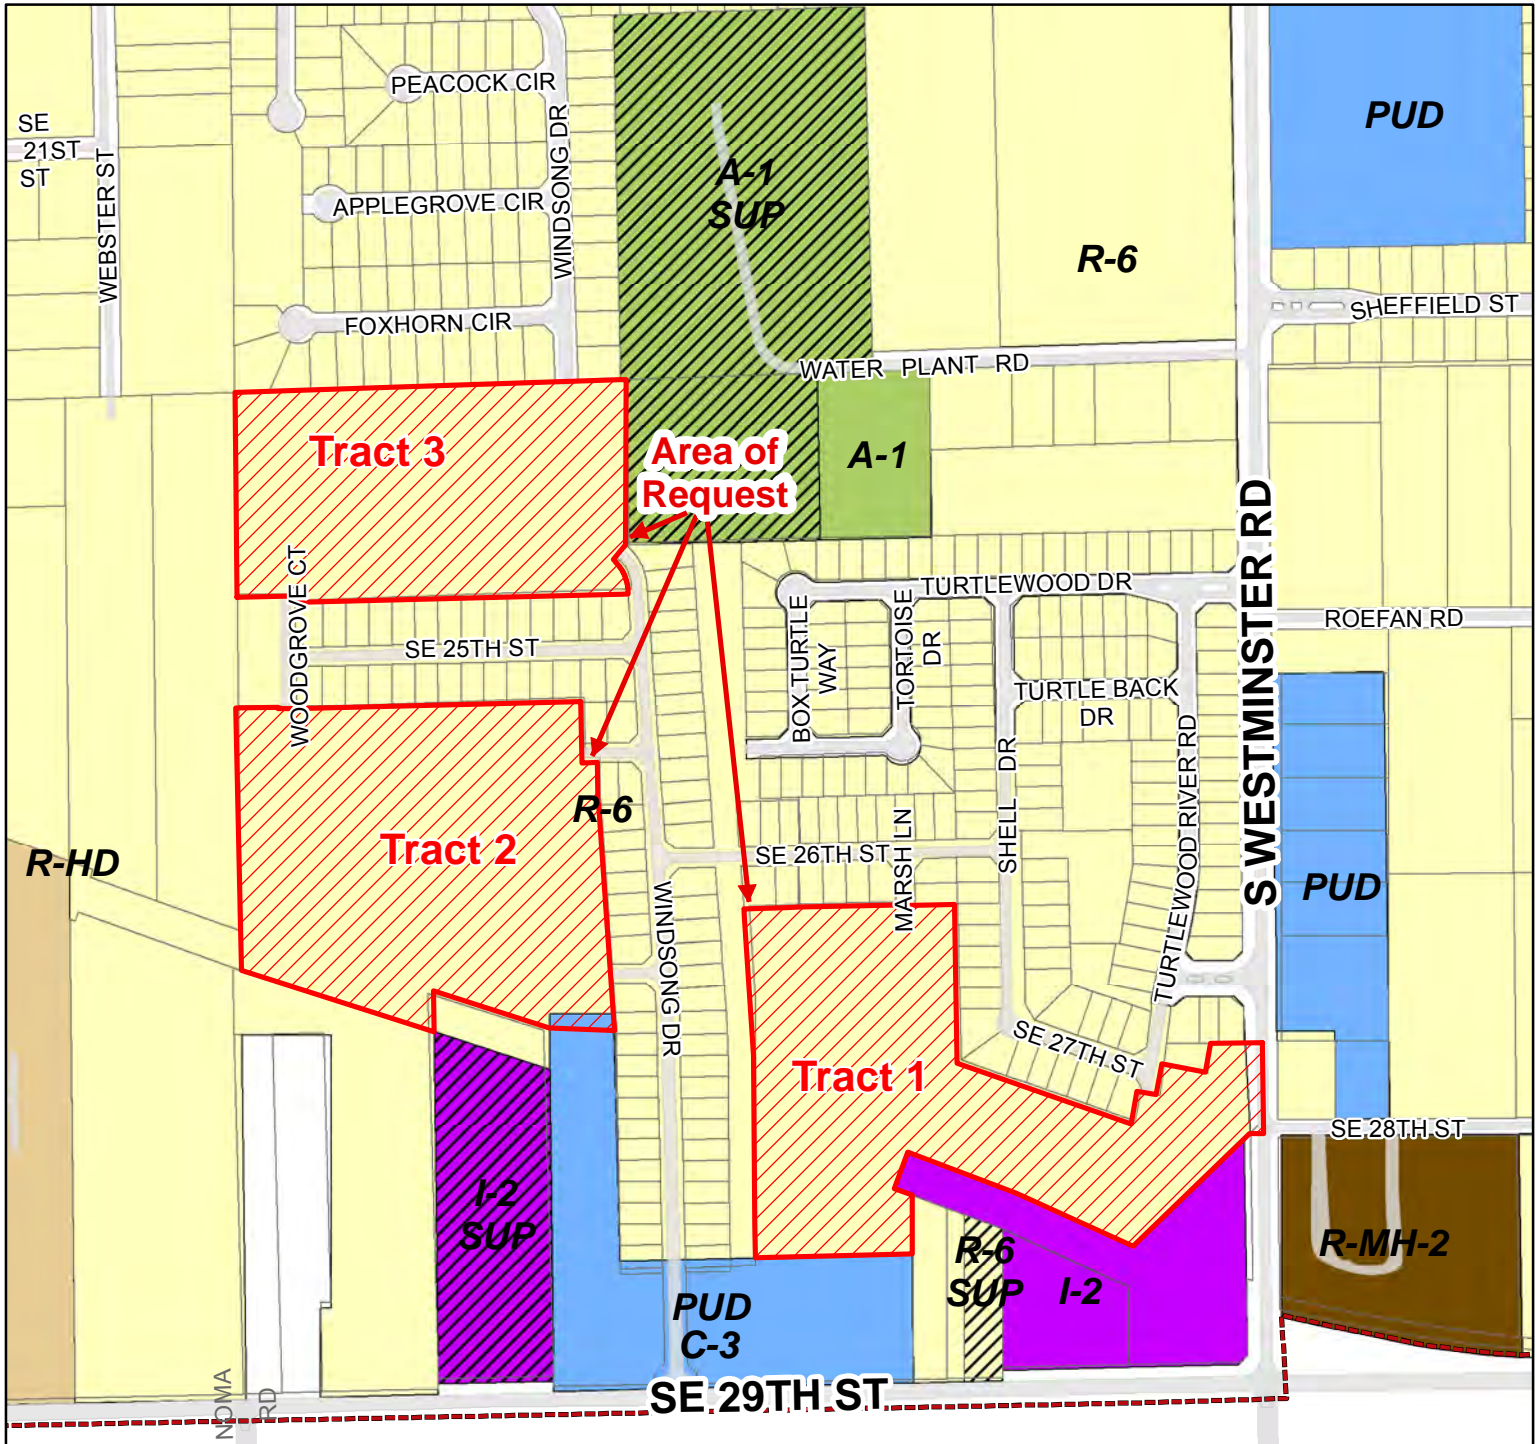 PEACOCK CIR
PUD
SE
21ST
ST
WEBSTER ST
WINDSONG DR
A-1
SUP
APPLEGROVE CIR
R-6
FOXHORN CIR
SHEFFIELD ST
WATER PLANT RD
Tract 3
Area of
Request
A-1
S WESTMINSTER RD
WOODGROVE CT
TURTLEWOOD DR
BOX TURTLE
WAY
TORTOISE
DR
ROEFAN RD
SE 25TH ST
TURTLE BACK
DR
SHELL DR
TURTLEWOOD RIVER RD
R-6
Tract 2
R-HD
SE 26TH ST
MARSH LN
PUD
WINDSONG DR
SE 27TH ST
Tract 1
SE 28TH ST
I-2
SUP
R-6
SUP
I-2
R-MH-2
PUD
C-3
NOMA
RD
SE 29TH ST